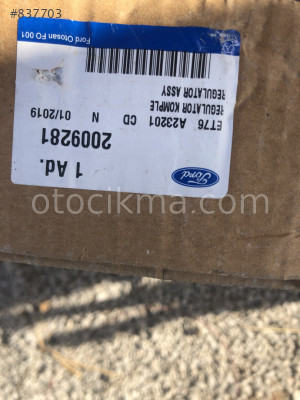 #837703
1 Ad.
2009281
ET76 A23201 CD N 01/2019
REGULATOR KOMPLE
REGULATOR ASSY
Ford Otosan FO 001
Ford
otocikma.com